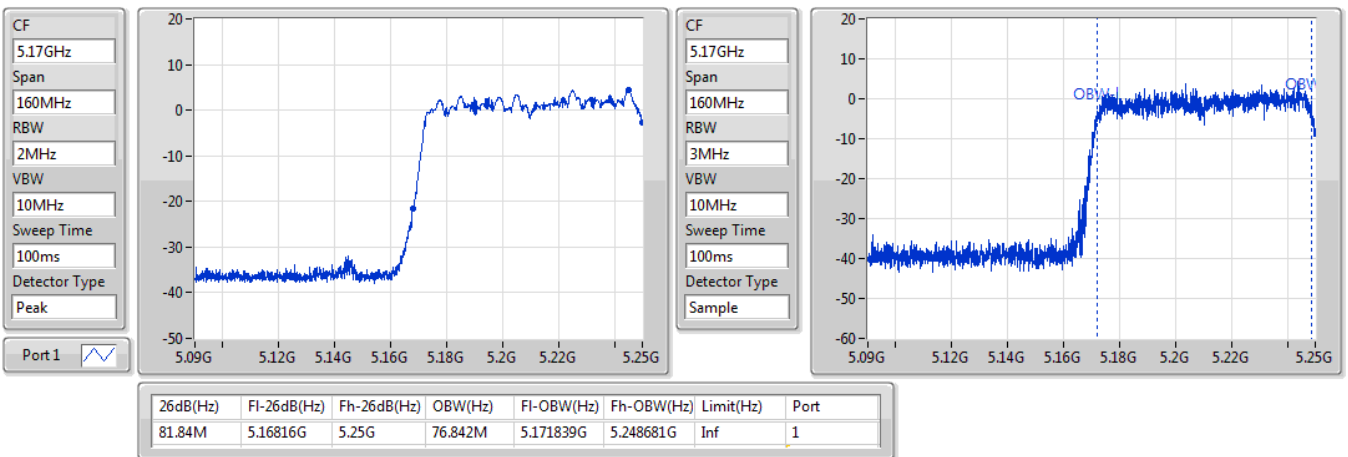 CF
5.17GHz
Span
160MHz
RBW
2MHz
VBW
10MHz
Sweep Time
100ms
Detector Type
Peak
Port 1
20
10
0
-10
-20
-30
-40
-50
5.09G 5.12G 5.14G 5.16G 5.18G 5.2G 5.22G 5.25G
CF
5.17GHz
Span
160MHz
RBW
3MHz
VBW
10MHz
Sweep Time
100ms
Detector Type
Sample
20
10
0
-10
-20
-30
-40
-50
-60
OBW-l
OBW
5.09G 5.12G 5.14G 5.16G 5.18G 5.2G 5.22G 5.25G
26dB(Hz) Fl-26dB(Hz) Fh-26dB(Hz) OBW(Hz) Fl-OBW(Hz) Fh-OBW(Hz) Limit(Hz) Port
81.84M 5.16816G 5.25G 76.842M 5.171839G 5.248681G Inf 1